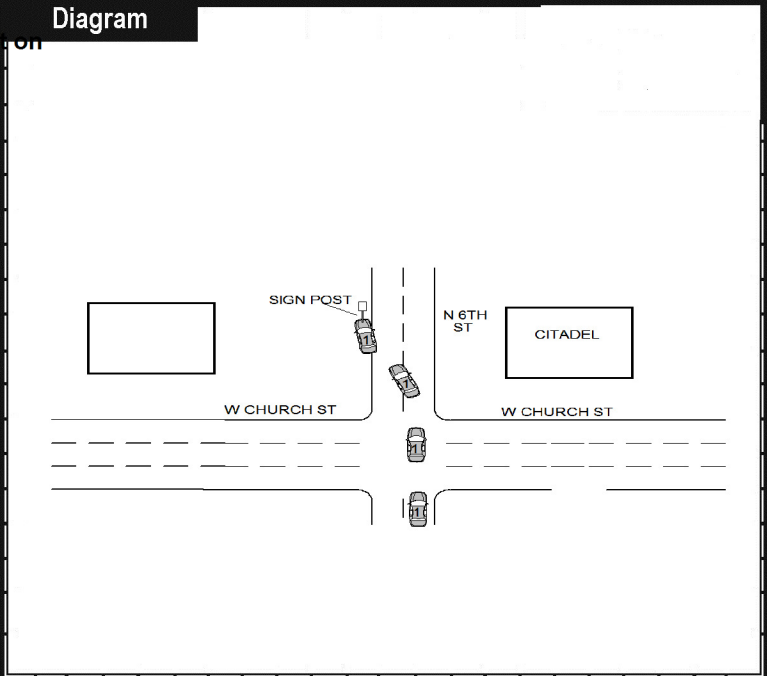 Diagram
t on
SIGN POST
N 6TH
ST
CITADEL
1
1
W CHURCH ST
W CHURCH ST
1
1